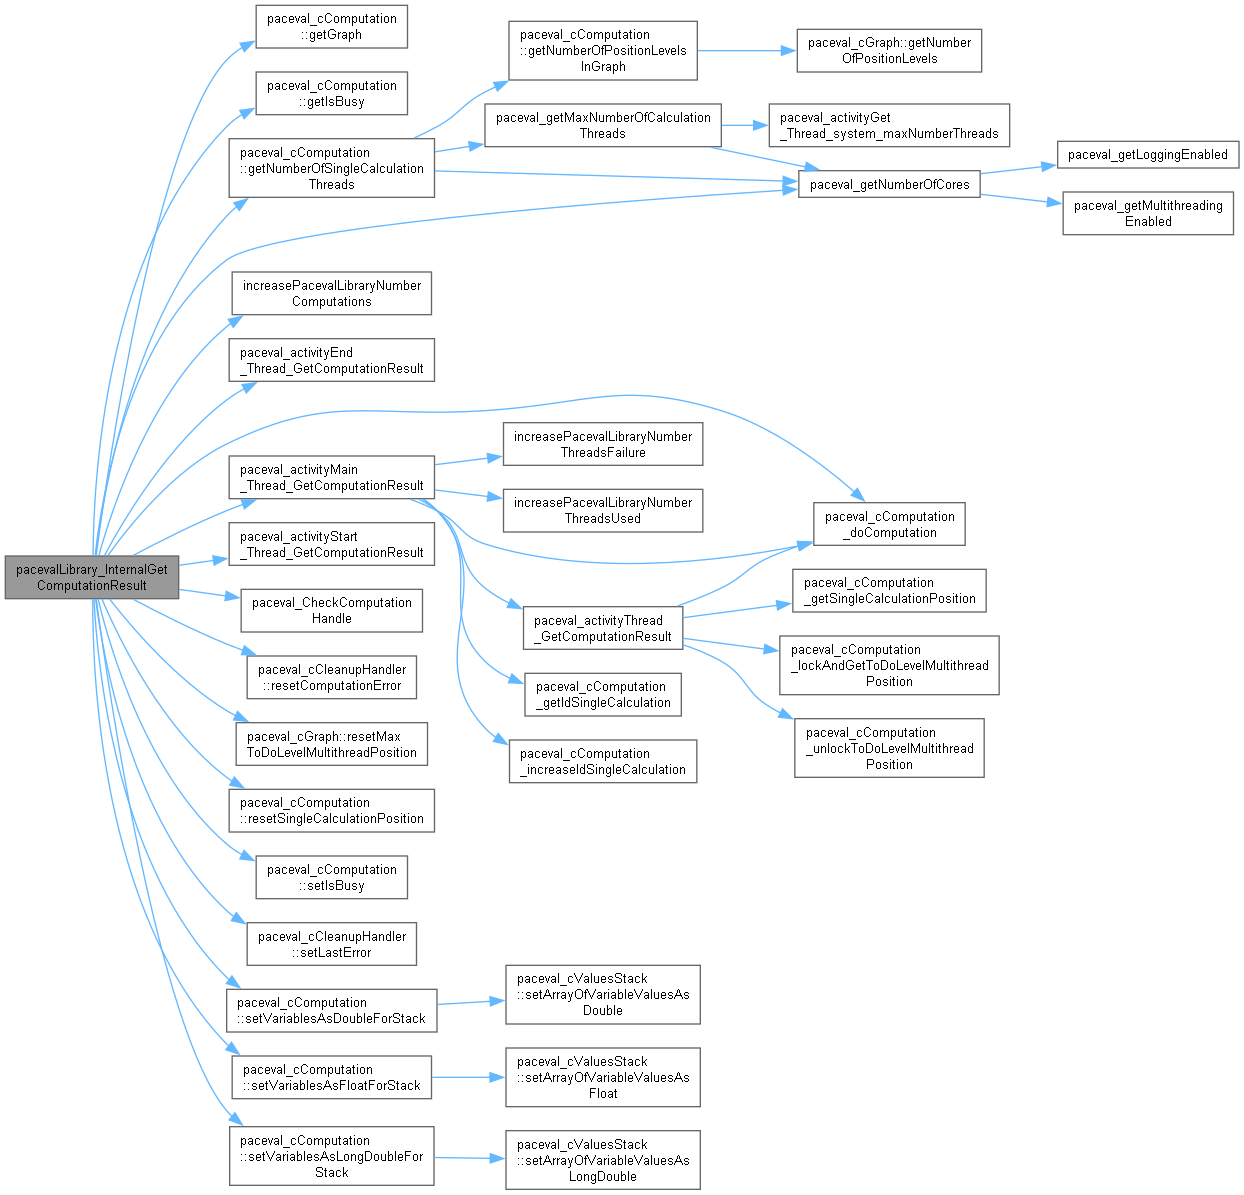 pacevalLibrary_InternalGet
ComputationResult
paceval_cComputation
::getGraph
paceval_cComputation
::getIsBusy
paceval_cComputation
::getNumberOfSingleCalculation
Threads
increasePacevalLibraryNumber
Computations
paceval_activityEnd
_Thread_GetComputationResult
paceval_activityMain
_Thread_GetComputationResult
paceval_activityStart
_Thread_GetComputationResult
paceval_CheckComputation
Handle
paceval_cCleanupHandler
::resetComputationError
paceval_cGraph::resetMax
ToDoLevelMultithreadPosition
paceval_cComputation
::resetSingleCalculationPosition
paceval_cComputation
::setIsBusy
paceval_cCleanupHandler
::setLastError
paceval_cComputation
::setVariablesAsDoubleForStack
paceval_cComputation
::setVariablesAsFloatForStack
paceval_cComputation
::setVariablesAsLongDoubleFor
Stack
paceval_cComputation
::getNumberOfPositionLevels
InGraph
paceval_getMaxNumberOfCalculation
Threads
increasePacevalLibraryNumber
ThreadsFailure
increasePacevalLibraryNumber
ThreadsUsed
paceval_activityThread
_GetComputationResult
paceval_cComputation
_getIdSingleCalculation
paceval_cComputation
_increaseIdSingleCalculation
paceval_cValuesStack
::setArrayOfVariableValuesAs
Double
paceval_cValuesStack
::setArrayOfVariableValuesAs
Float
paceval_cValuesStack
::setArrayOfVariableValuesAs
LongDouble
paceval_cGraph::getNumber
OfPositionLevels
paceval_activityGet
_Thread_system_maxNumberThreads
paceval_getNumberOfCores
paceval_cComputation
_doComputation
paceval_cComputation
_getSingleCalculationPosition
paceval_cComputation
_lockAndGetToDoLevelMultithread
Position
paceval_cComputation
_unlockToDoLevelMultithread
Position
paceval_getLoggingEnabled
paceval_getMultithreading
Enabled